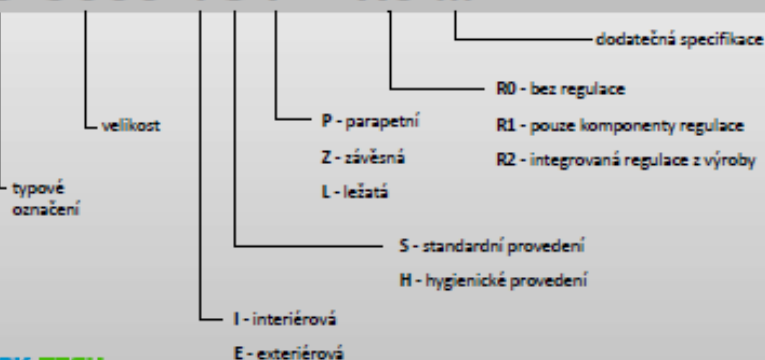 dodatečná specifikace
R0 - bez regulace
velikost
P - parapetní
R1 - pouze komponenty regulace
Z - závěsná
R2 - integrovaná regulace z výroby
typové
označení
L - ležatá
S - standardní provedení
H - hygienické provedení
I - interiérová
E - exteriérová